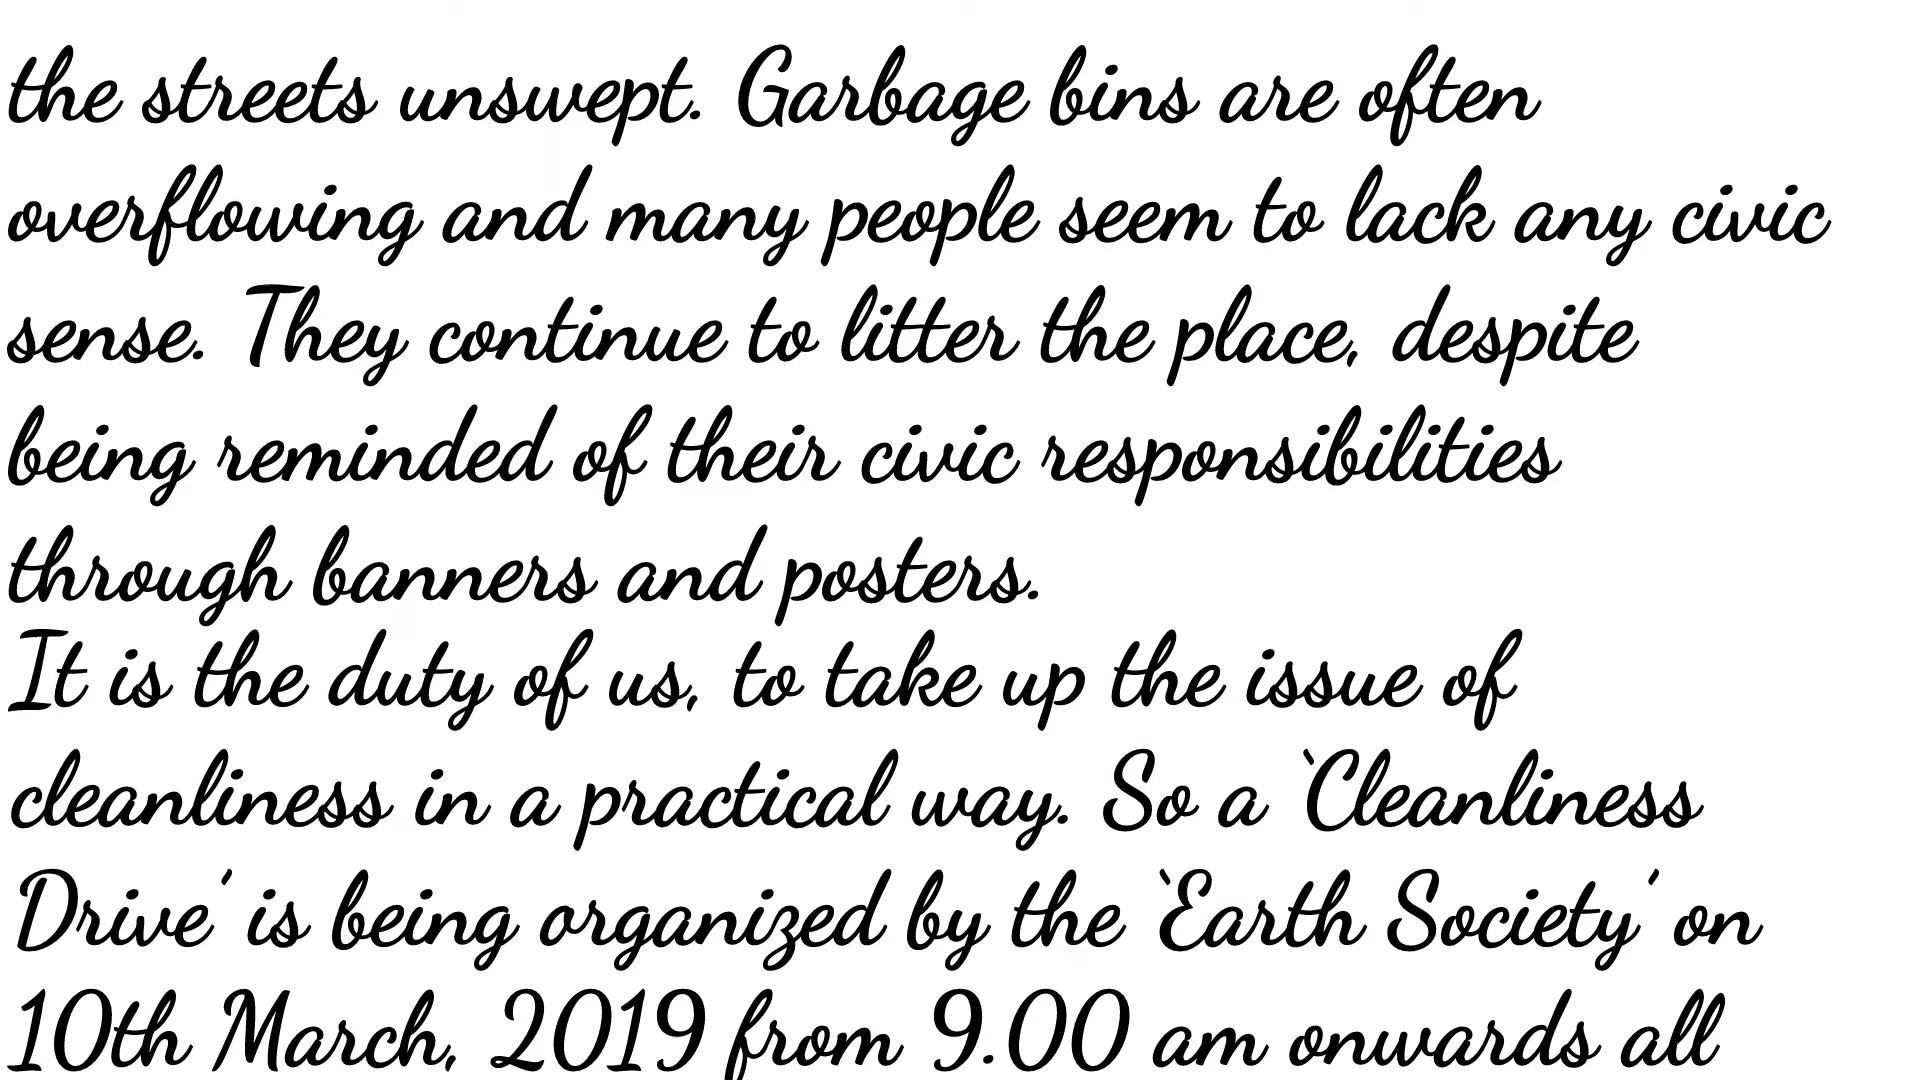 the streets unswept. Garbage bins are often
overflowing and many people seem to lack any civic
sense. They continue to litter the place, despite
being reminded of their civic responsibilities
through banners and posters.
It is the duty of us, to take up the issue of
cleanliness in a practical way. So a ‘Cleanliness
Drive’ is being organized by the ‘Earth Society’ on
10th March, 2019 from 9.00 am onwards all